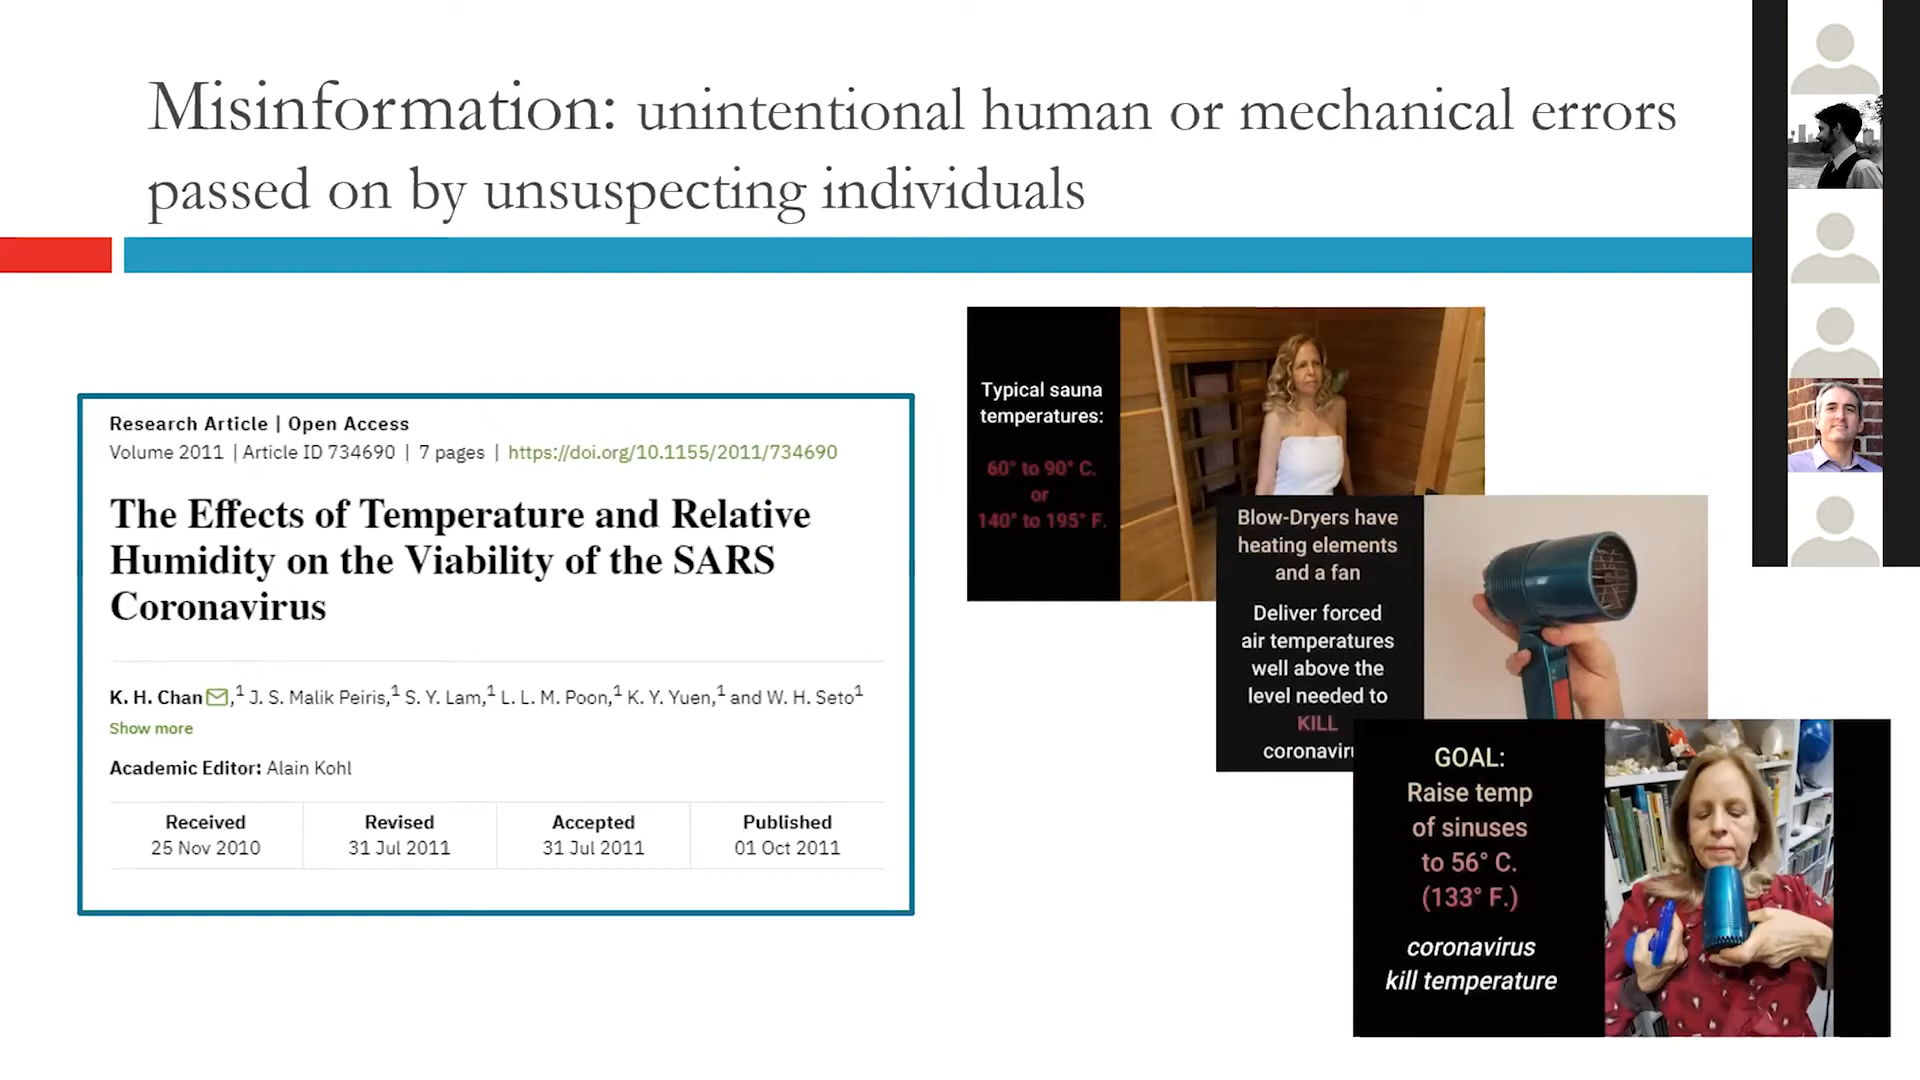 Misinformation: unintentional human or mechanical errors
passed on by unsuspecting individuals
Research Article | Open Access
Volume 2011 | Article ID 734690 | 7 pages | https://doi.org/10.1155/2011/734690
The Effects of Temperature and Relative
Humidity on the Viability of the SARS
Coronavirus
K. H. Chan ,1 J. S. Malik Peiris,1 S. Y. Lam,1 L. L. M. Poon,1 K. Y. Yuen,1 and W. H. Seto1
Show more
Academic Editor: Alain Kohl
Received Revised Accepted Published
25 Nov 2010 31 Jul 2011 31 Jul 2011 01 Oct 2011
Typical sauna
temperatures:
60° to 90° C.
or
140° to 195° F.
Blow-Dryers have
heating elements
and a fan
Deliver forced
air temperatures
well above the
level needed to
KILL
coronaviru
GOAL:
Raise temp
of sinuses
to 56° C.
(133° F.)
coronavirus
kill temperature